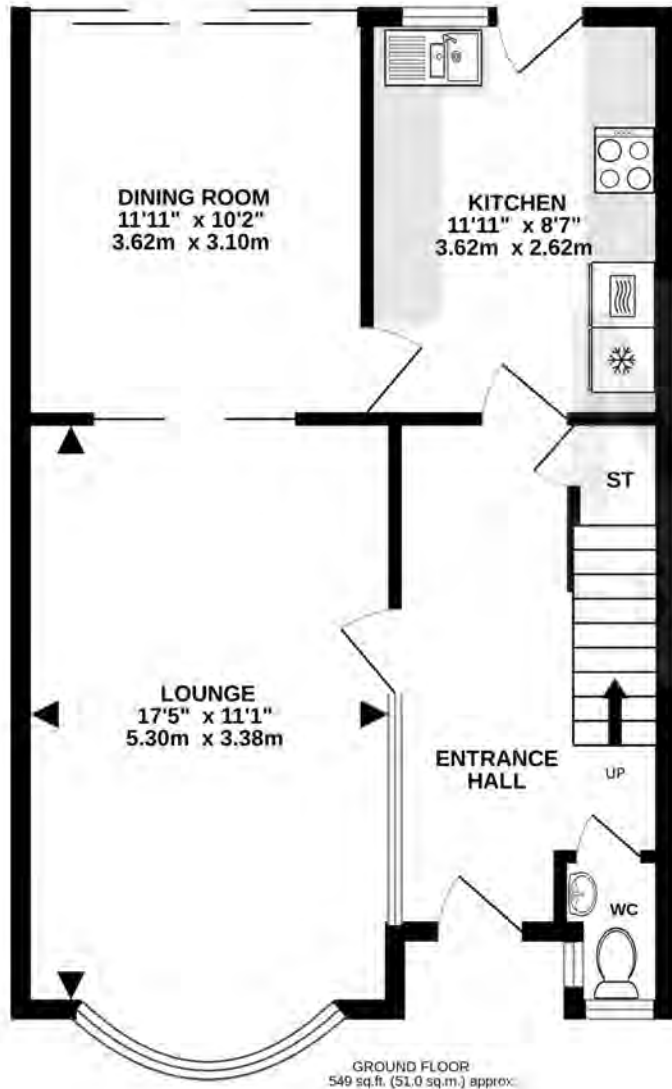 DINING ROOM
11'11" x 10'2"
3.62m x 3.10m
KITCHEN
11'11" x 8'7"
3.62m x 2.62m
ST
LOUNGE
17'5" x 11'1"
5.30m x 3.38m
ENTRANCE
HALL
UP
WC
GROUND FLOOR
549 sq.ft. (51.0 sq.m.) approx.